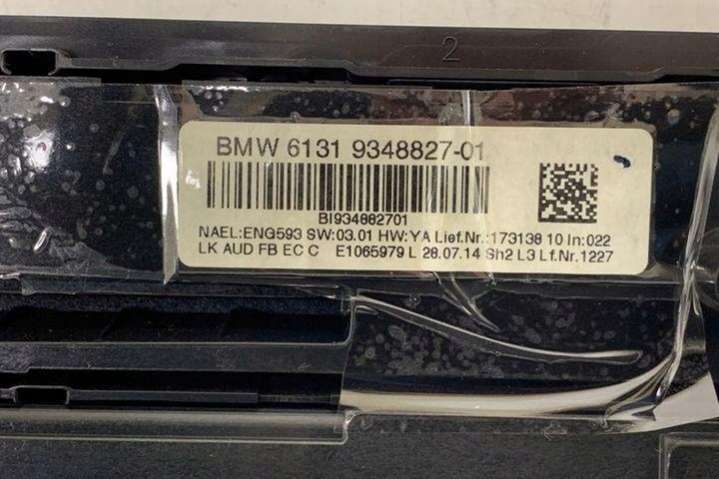 2
BMW 6131 9348827-01
BI934882701
NAEL:ENG593 SW:03.01 HW:YA Lief.Nr.:173138 10 In:022
LK AUD FB EC C E1065979 L 28.07.14 Sh2 L3 Lf.Nr.1227